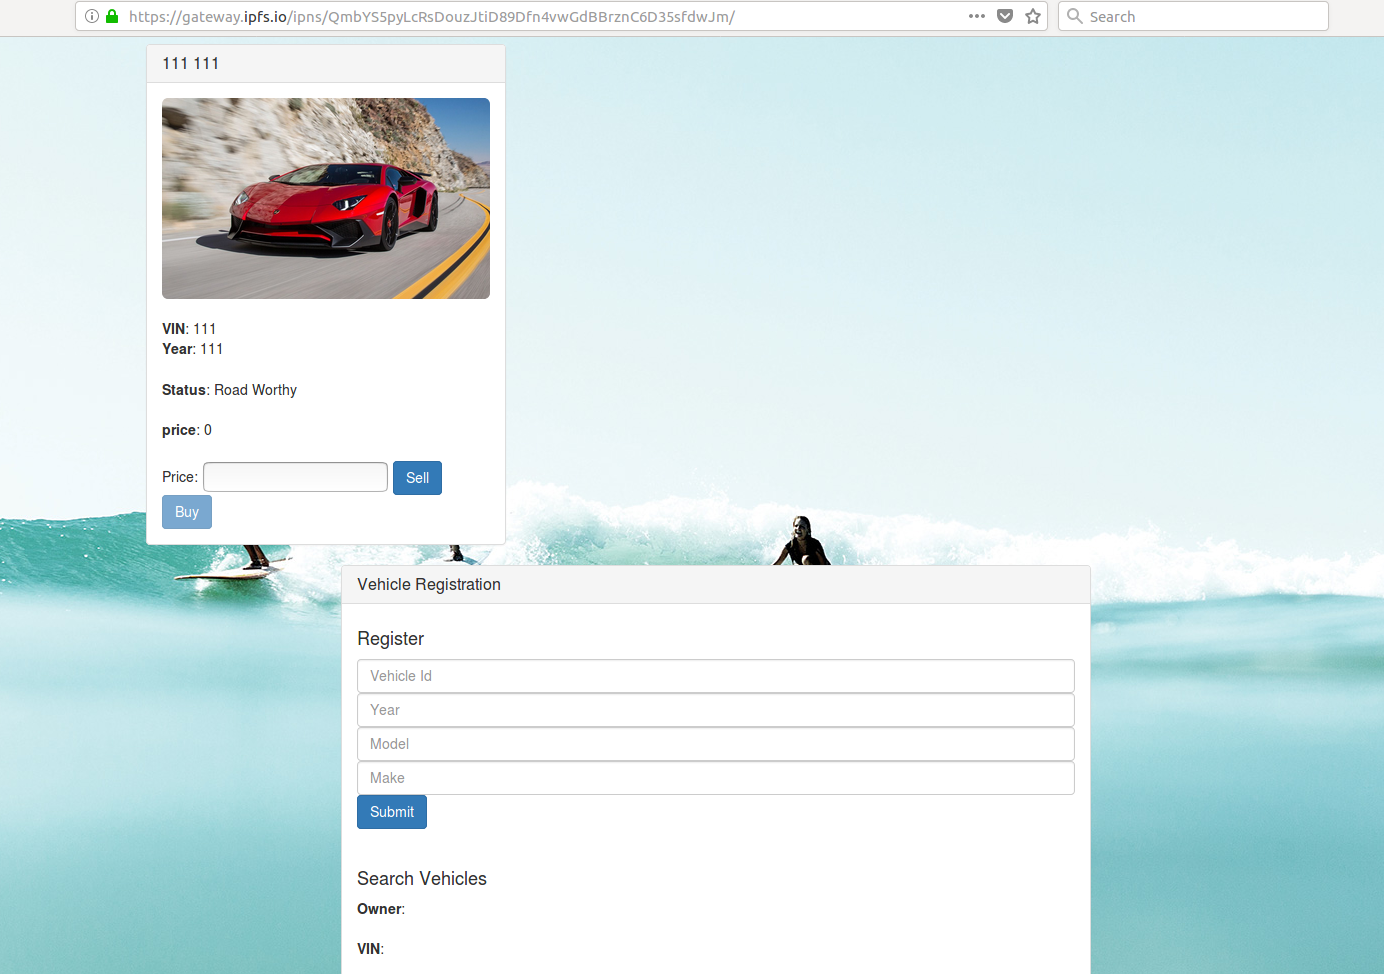 https://gateway.ipfs.io/ipns/QmbYS5pyLcRsDouzJtiD89Dfn4vwGdBBrznC6D35sfdwJm/
Search
111 111
VIN: 111
Year: 111
Status: Road Worthy
price: 0
Price:
Sell
Buy
Vehicle Registration
Register
Vehicle Id
Year
Model
Make
Submit
Search Vehicles
Owner:
VIN: